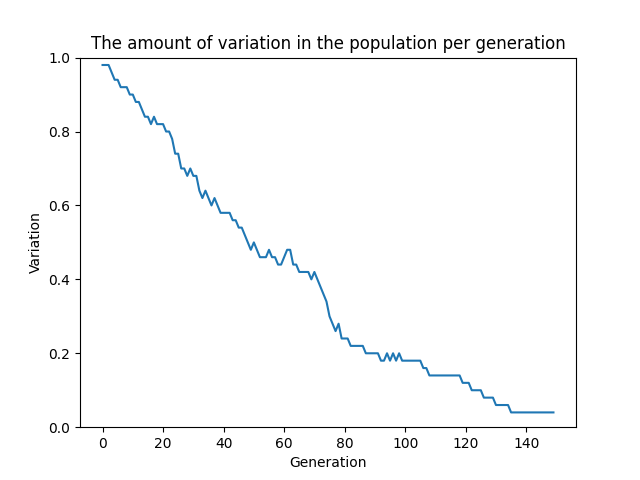 The amount of variation in the population per generation
1.0
0.8
0.6
0.4
0.2
0.0
Variation
0 20 40 60 80 100 120 140
Generation